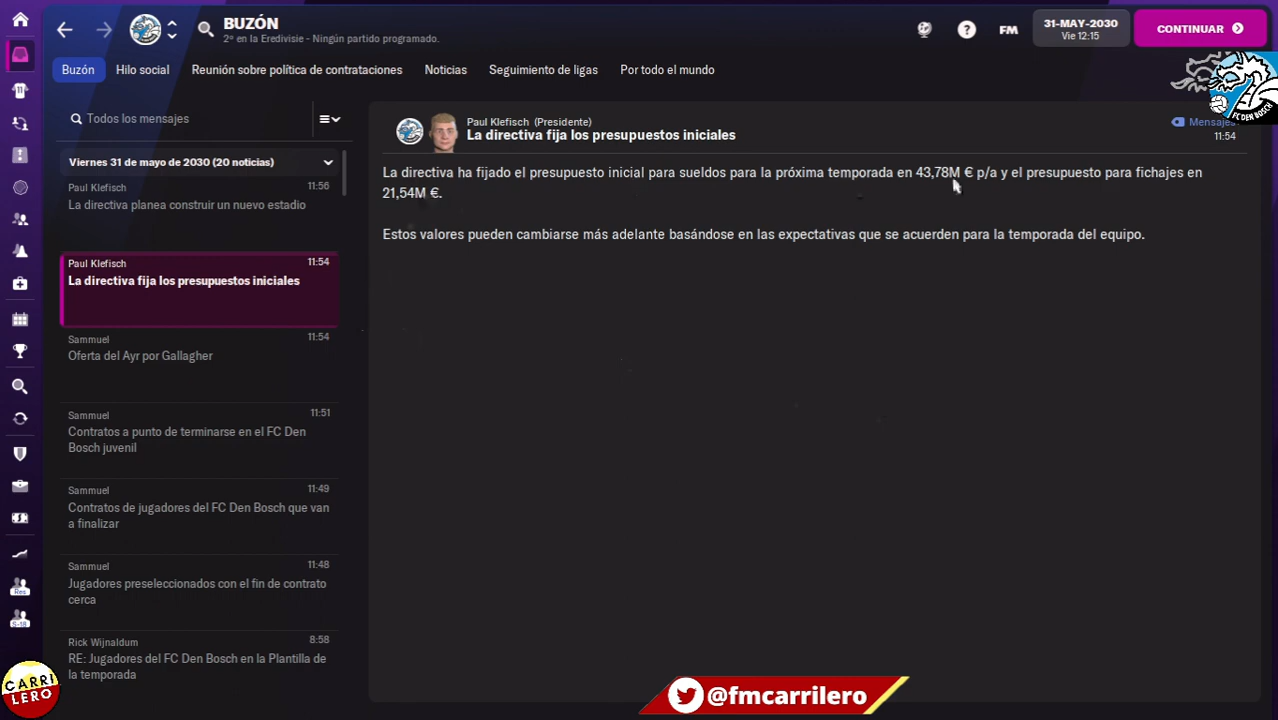 BUZÓN
2ª en la Eredivisie - Ningún partido programado.
?
FM
31-MAY-2030
Vie 12:15
CONTINUAR
Buzón
Hilo social
Reunión sobre política de contrataciones
Noticias
Seguimiento de ligas
Por todo el mundo
FC DEN BOSCH
Todos los mensajes
Viernes 31 de mayo de 2030 (20 noticias)
Paul Klefisch
11:56
La directiva planea construir un nuevo estadio
Paul Klefisch
11:54
La directiva fija los presupuestos iniciales
Sammuel
11:54
Oferta del Ayr por Gallagher
Sammuel
11:51
Contratos a punto de terminarse en el FC Den
Bosch juvenil
Sammuel
11:49
Contratos de jugadores del FC Den Bosch que van
a finalizar
Sammuel
11:48
Jugadores preseleccionados con el fin de contrato
cerca
Rick Wijnaldum
8:58
RE: Jugadores del FC Den Bosch en la Plantilla de
la temporada
Paul Klefisch (Presidente)
La directiva fija los presupuestos iniciales
Mensajes
11:54
La directiva ha fijado el presupuesto inicial para sueldos para la próxima temporada en 43,78M € p/a y el presupuesto para fichajes en
21,54M €.
Estos valores pueden cambiarse más adelante basándose en las expectativas que se acuerden para la temporada del equipo.
Res
S-18
CARRI
LERO
@fmcarrilero